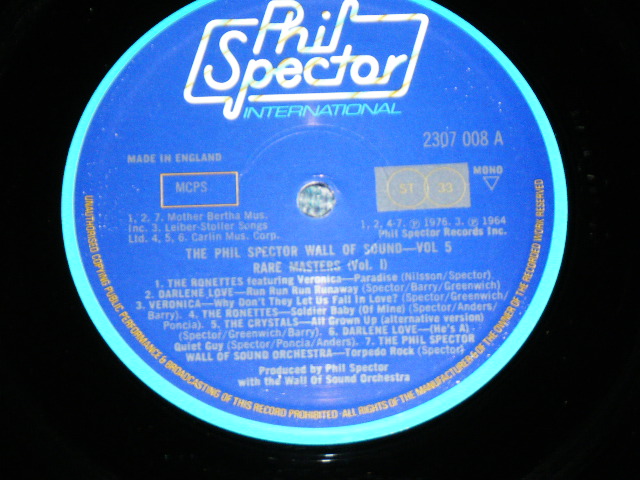 Phil
Spector
INTERNATIONAL
2307 008 A
MADE IN ENGLAND
MCPS
ST 33
MONO
1, 2, 7. Mother Bertha Mus.
Inc. 3. Leiber-Stoller Songs
Ltd. 4, 5, 6. Carlin Mus. Corp.
1, 2, 4-7. Ⓟ 1976. 3. Ⓟ 1964
Phil Spector Records Inc.
THE PHIL SPECTOR WALL OF SOUND—VOL 5
RARE MASTERS (Vol. I)
1. THE RONETTES featuring Veronica—Paradise (Nilsson/Spector).
2. DARLENE LOVE—Run Run Run Runaway (Spector/Barry/Greenwich)
3. VERONICA—Why Don't They Let Us Fall In Love? (Spector/Greenwich/
Barry). 4. THE RONETTES—Soldier Baby (Of Mine) (Spector/Anders/
Poncia). 5. THE CRYSTALS—All Grown Up (alternative version)
(Spector/Greenwich/Barry). 6. DARLENE LOVE—(He's A)
Quiet Guy (Spector/Poncia/Anders). 7. THE PHIL SPECTOR
WALL OF SOUND ORCHESTRA—Torpedo Rock (Spector)
Produced by Phil Spector
with the Wall Of Sound Orchestra
UNAUTHORISED COPYING PUBLIC PERFORMANCE & BROADCASTING OF THIS RECORD PROHIBITED·ALL RIGHTS OF THE MANUFACTURER & OF THE OWNER OF THE RECORDED WORK RESERVED